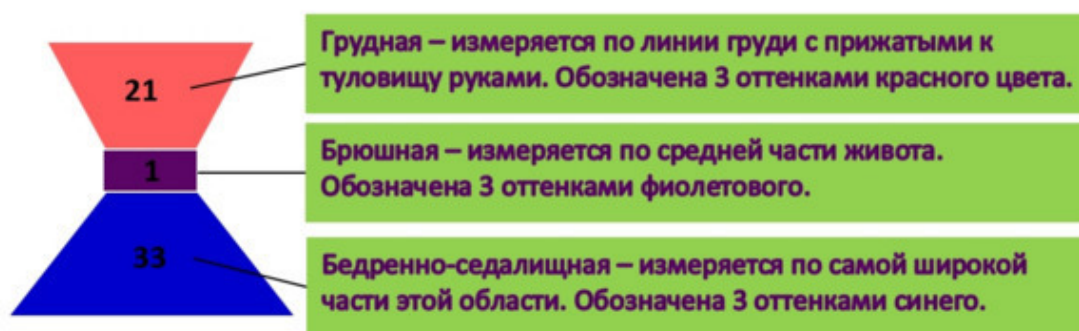 21
Грудная – измеряется по линии груди с прижатыми к
туловищу руками. Обозначена 3 оттенками красного цвета.
1
Брюшная – измеряется по средней части живота.
Обозначена 3 оттенками фиолетового.
33
Бедренно-седалищная – измеряется по самой широкой
части этой области. Обозначена 3 оттенками синего.